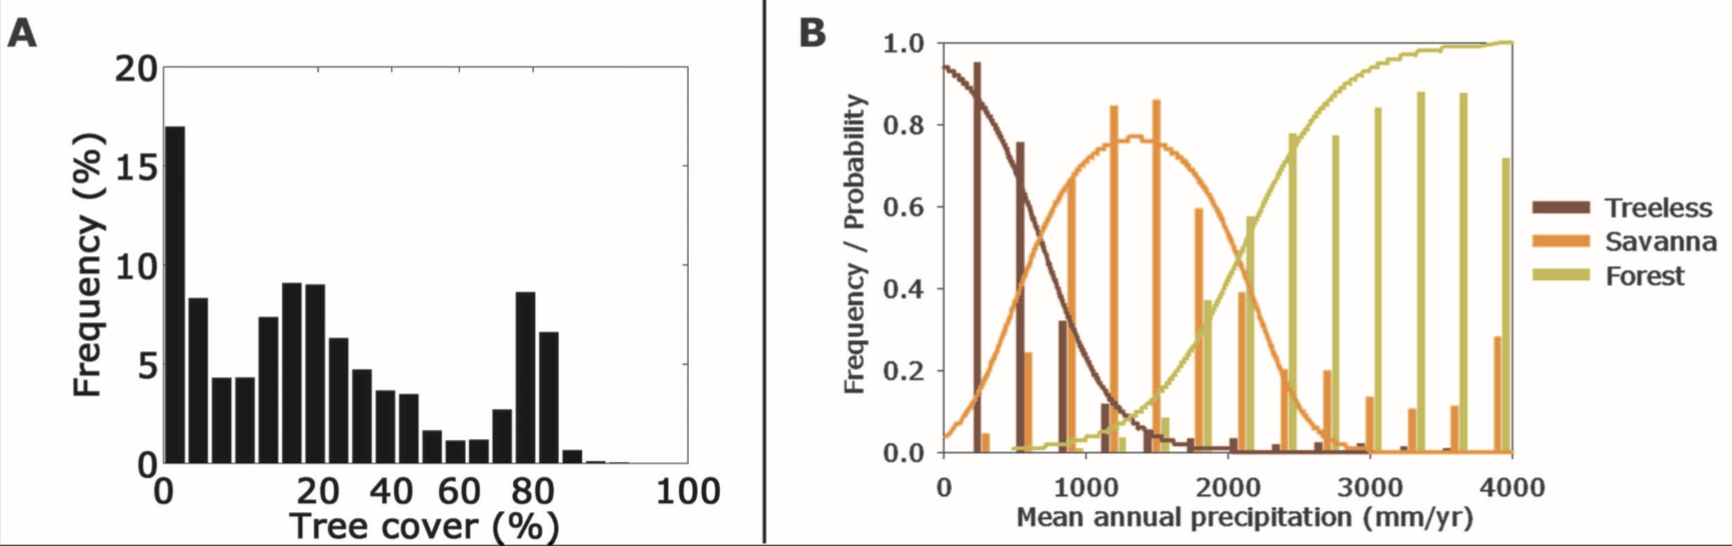 A
Frequency (%)
20
15
10
5
0
0 20 40 60 80 100
Tree cover (%)
B
Frequency / Probability
1.0
0.8
0.6
0.4
0.2
0.0
0 1000 2000 3000 4000
Mean annual precipitation (mm/yr)
Treeless
Savanna
Forest